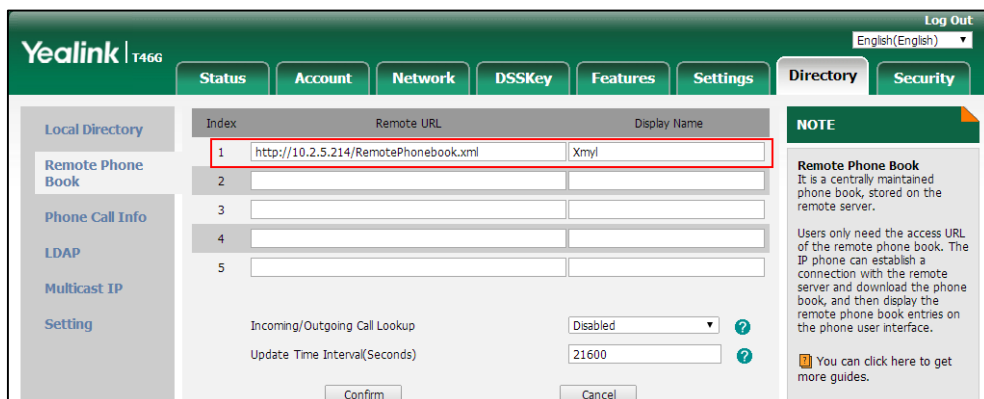 Log Out
Yealink T46G
English(English)
Status Account Network DSSKey Features Settings Directory Security
Local Directory
Remote Phone
Book
Phone Call Info
LDAP
Multicast IP
Setting
Index Remote URL Display Name
1 http://10.2.5.214/RemotePhonebook.xml Xmyl
2
3
4
5
Incoming/Outgoing Call Lookup Disabled ?
Update Time Interval(Seconds) 21600 ?
Confirm Cancel
NOTE
Remote Phone Book
It is a centrally maintained
phone book, stored on the
remote server.
Users only need the access URL
of the remote phone book. The
IP phone can establish a
connection with the remote
server and download the phone
book, and then display the
remote phone book entries on
the phone user interface.
? You can click here to get
more guides.